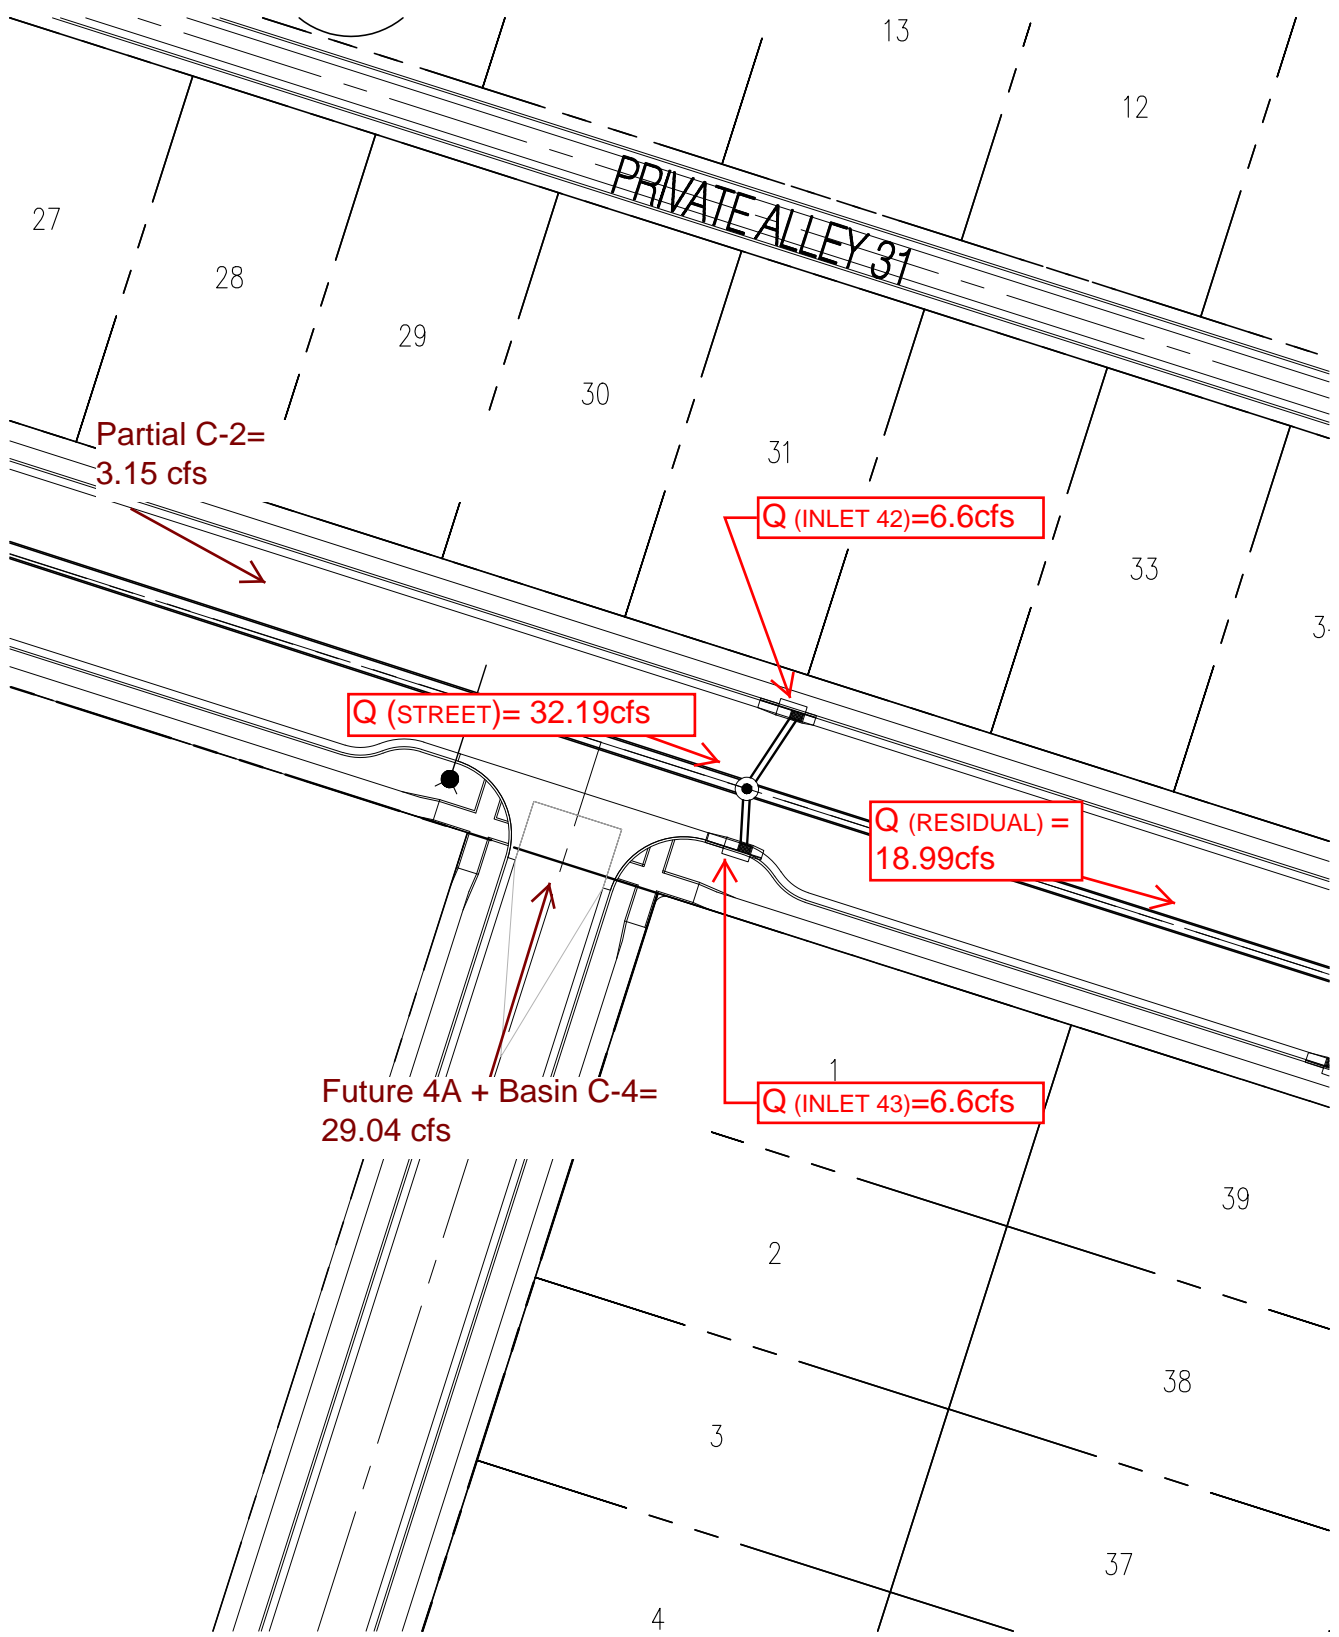 13
12
PRIVATE ALLEY 31
27
28
29
30
31
33
3
Partial C-2=
3.15 cfs
Q (INLET 42)=6.6cfs
Q (STREET)= 32.19cfs
Q (RESIDUAL) =
18.99cfs
Future 4A + Basin C-4=
29.04 cfs
1
Q (INLET 43)=6.6cfs
39
2
38
3
37
4